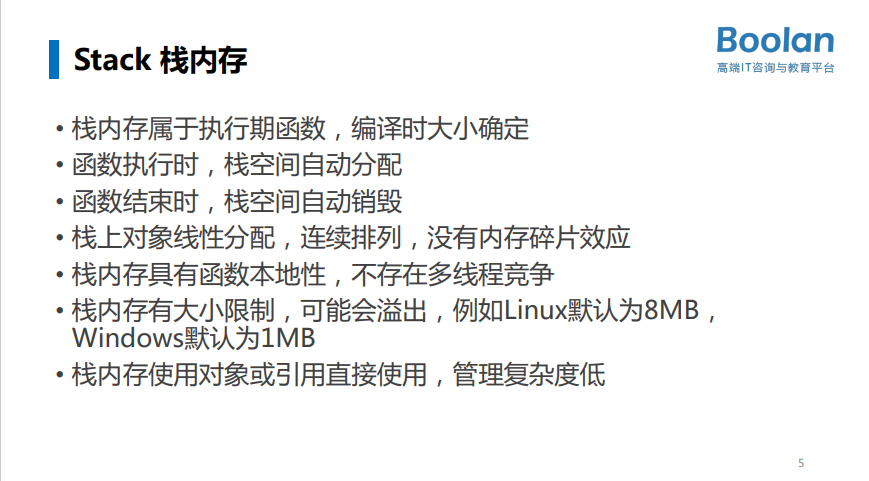 Stack 栈内存
Boolan
高端IT咨询与教育平台
• 栈内存属于执行期函数，编译时大小确定
• 函数执行时，栈空间自动分配
• 函数结束时，栈空间自动销毁
• 栈上对象线性分配，连续排列，没有内存碎片效应
• 栈内存具有函数本地性，不存在多线程竞争
• 栈内存有大小限制，可能会溢出，例如Linux默认为8MB，
Windows默认为1MB
• 栈内存使用对象或引用直接使用，管理复杂度低
5